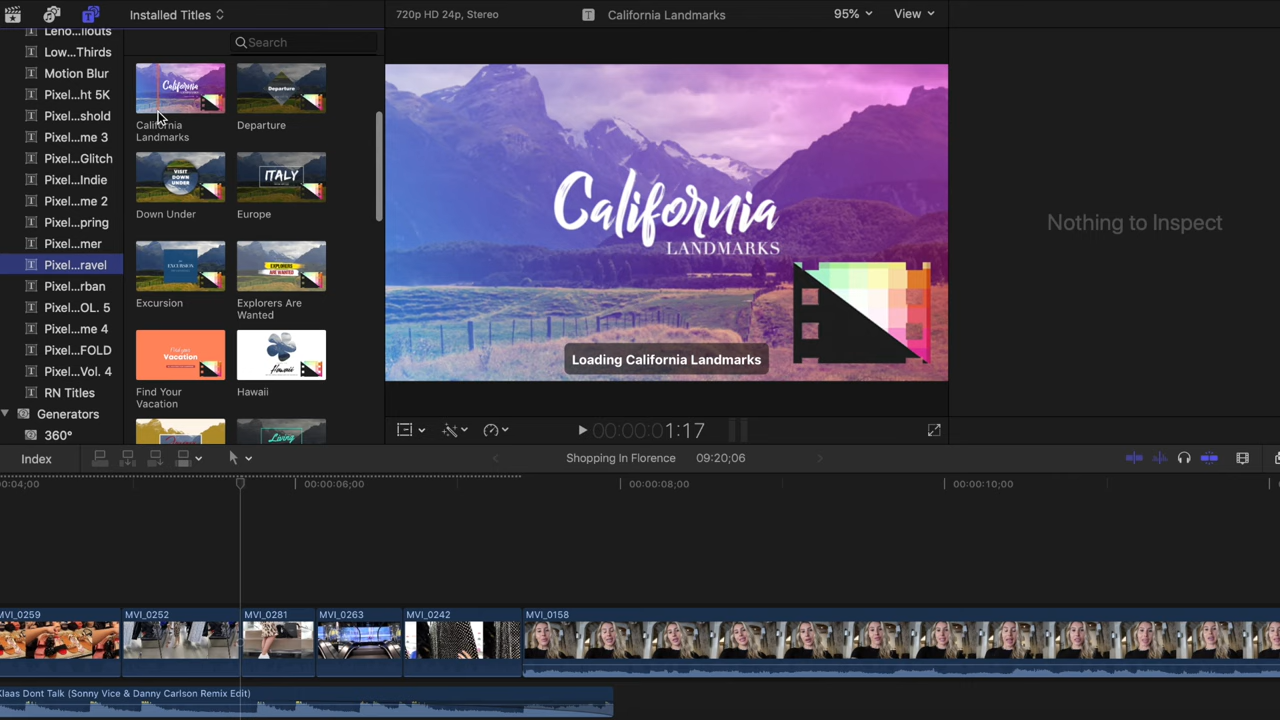 Installed Titles
720p HD 24p, Stereo
California Landmarks
95%
View
Search
Leno...llouts
Low...Thirds
Motion Blur
Pixel...ht 5K
Pixel...shold
Pixel...me 3
Pixel...Glitch
Pixel...Indie
Pixel...me 2
Pixel...pring
Pixel...mer
Pixel...ravel
Pixel...rban
Pixel...OL. 5
Pixel...me 4
Pixel...FOLD
Pixel...Vol. 4
RN Titles
Generators
360°
California
California
Landmarks
Departure
Departure
VISIT
DOWN
UNDER
Down Under
ITALY
Europe
EXCURSION
Excursion
EXPLORERS
ARE WANTED
Explorers Are
Wanted
Find your
Vacation
Find Your
Vacation
Hawaii
Hawaii
Living
California
LANDMARKS
Loading California Landmarks
Nothing to Inspect
00:00:01:17
Index
Shopping In Florence
09:20;06
00:04;00
00:00:06;00
00:00:08;00
00:00:10;00
MVI_0259
MVI_0252
MVI_0281
MVI_0263
MVI_0242
MVI_0158
Klaas Dont Talk (Sonny Vice & Danny Carlson Remix Edit)